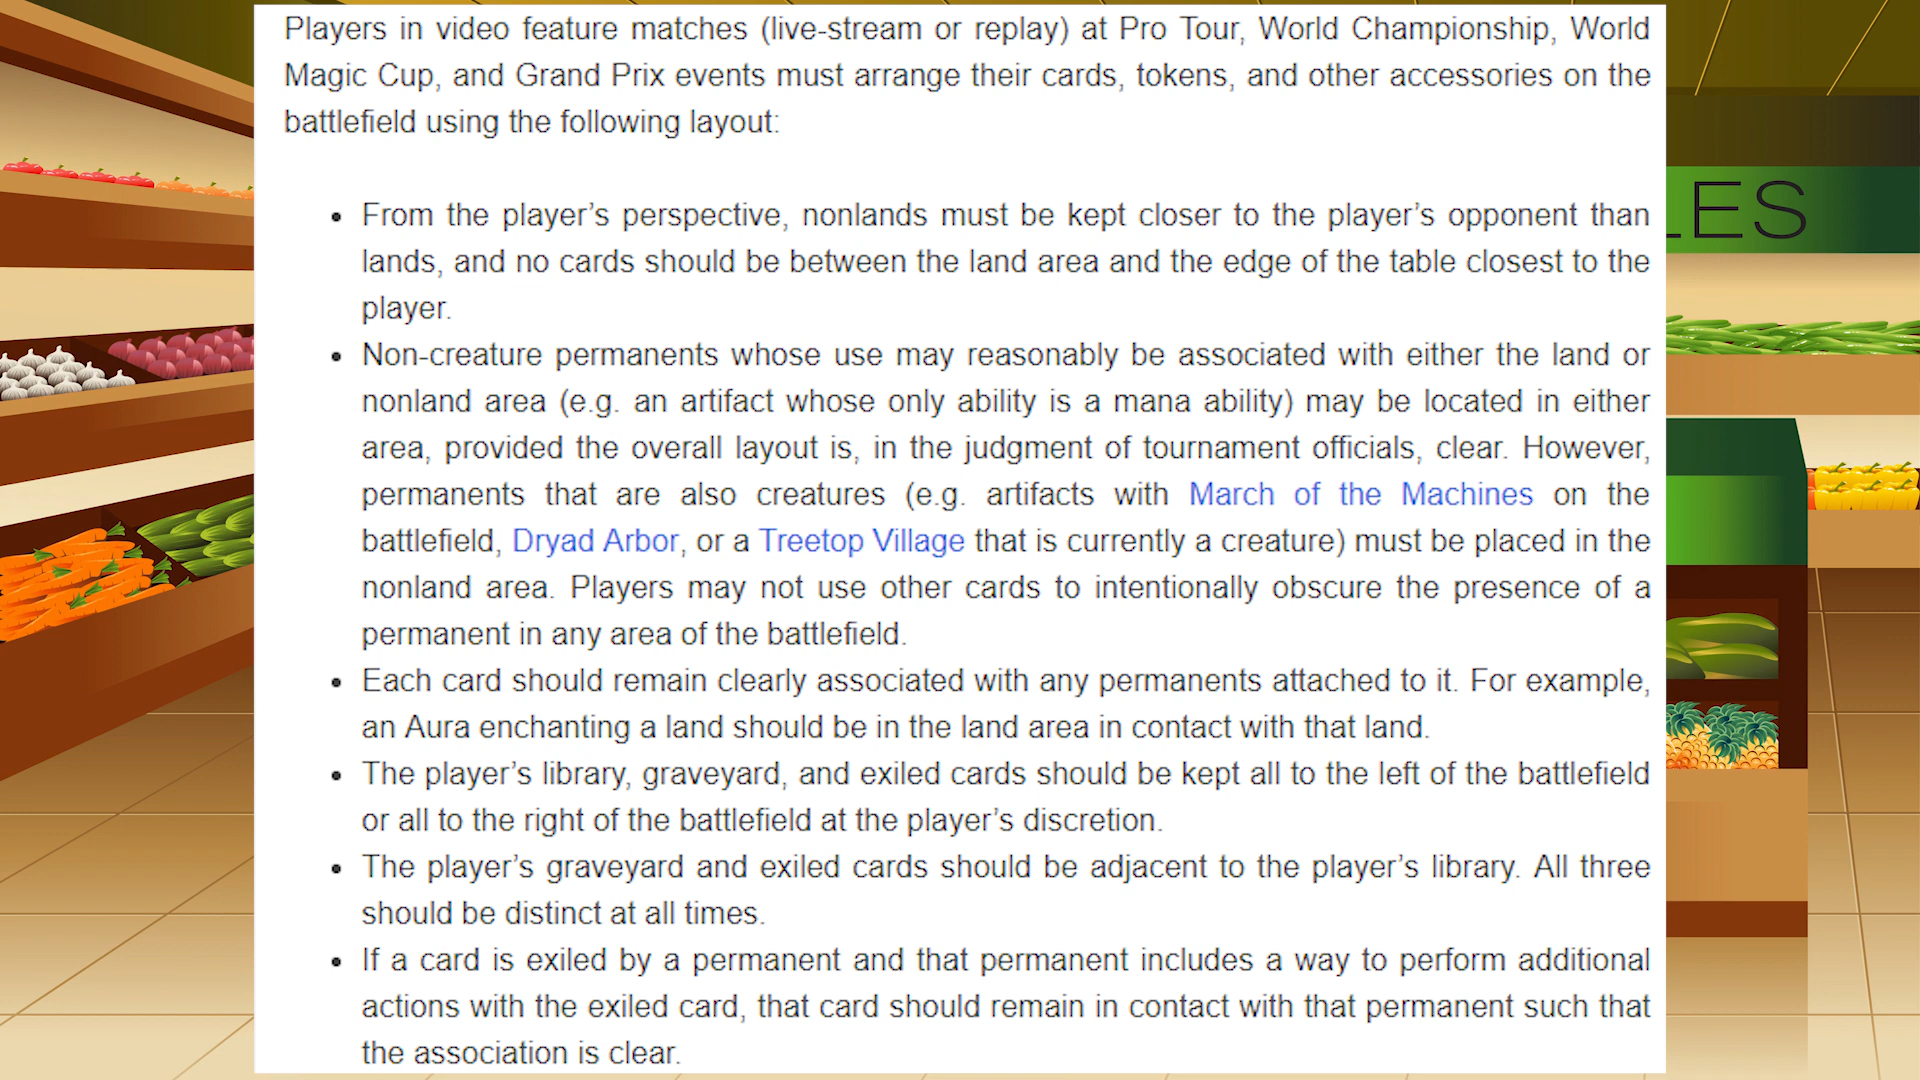 Players in video feature matches (live-stream or replay) at Pro Tour, World Championship, World
Magic Cup, and Grand Prix events must arrange their cards, tokens, and other accessories on the
battlefield using the following layout:
• From the player’s perspective, nonlands must be kept closer to the player’s opponent than
lands, and no cards should be between the land area and the edge of the table closest to the
player.
• Non-creature permanents whose use may reasonably be associated with either the land or
nonland area (e.g. an artifact whose only ability is a mana ability) may be located in either
area, provided the overall layout is, in the judgment of tournament officials, clear. However,
permanents that are also creatures (e.g. artifacts with March of the Machines on the
battlefield, Dryad Arbor, or a Treetop Village that is currently a creature) must be placed in the
nonland area. Players may not use other cards to intentionally obscure the presence of a
permanent in any area of the battlefield.
• Each card should remain clearly associated with any permanents attached to it. For example,
an Aura enchanting a land should be in the land area in contact with that land.
• The player’s library, graveyard, and exiled cards should be kept all to the left of the battlefield
or all to the right of the battlefield at the player’s discretion.
• The player’s graveyard and exiled cards should be adjacent to the player’s library. All three
should be distinct at all times.
• If a card is exiled by a permanent and that permanent includes a way to perform additional
actions with the exiled card, that card should remain in contact with that permanent such that
the association is clear.